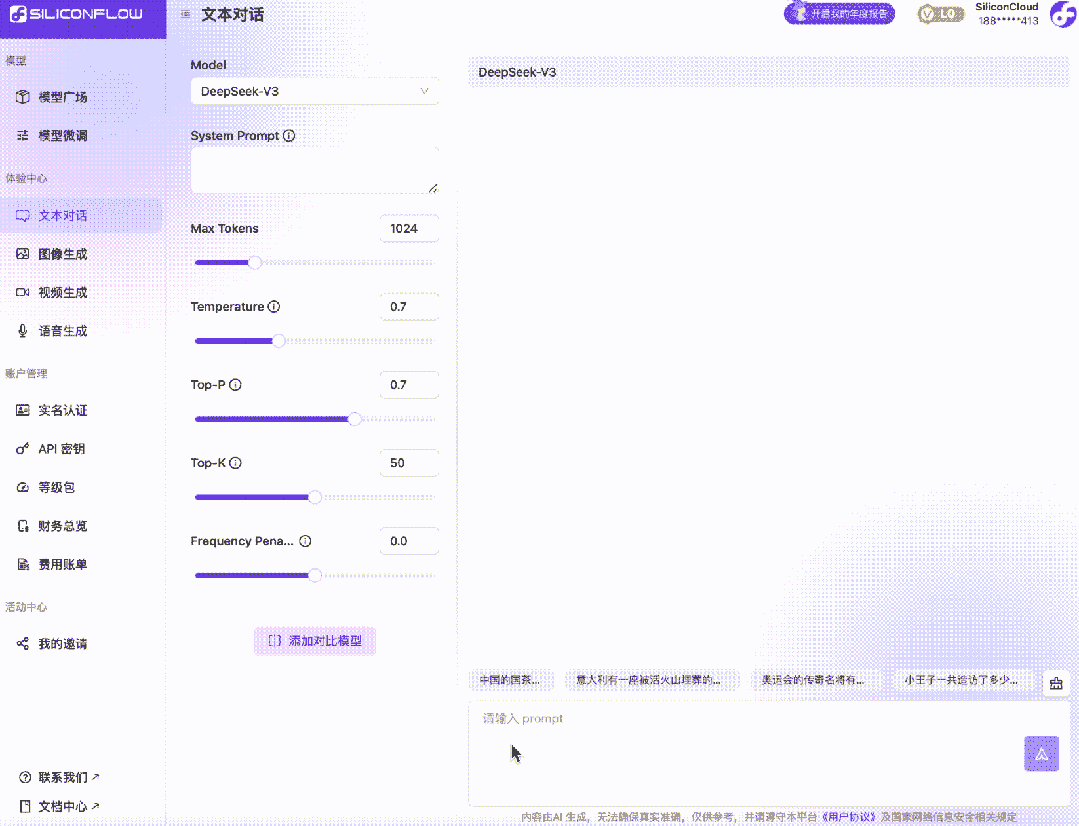 SILICONFLOW
文本对话
开启我的年度报告
V L0
SiliconCloud
188*****413
模型
模型广场
模型微调
体验中心
文本对话
图像生成
视频生成
语音生成
账户管理
实名认证
API 密钥
等级包
财务总览
费用账单
活动中心
我的邀请
联系我们
文档中心
Model
DeepSeek-V3
System Prompt
Max Tokens
1024
Temperature
0.7
Top-P
0.7
Top-K
50
Frequency Pena...
0.0
添加对比模型
DeepSeek-V3
中国的国茶...
意大利有一座被活火山埋葬的...
奥运会的传奇名将有...
小王子一共造访了多少...
请输入 prompt
内容由AI 生成，无法确保真实准确，仅供参考，并请遵守本平台《用户协议》及国家网络信息安全相关规定